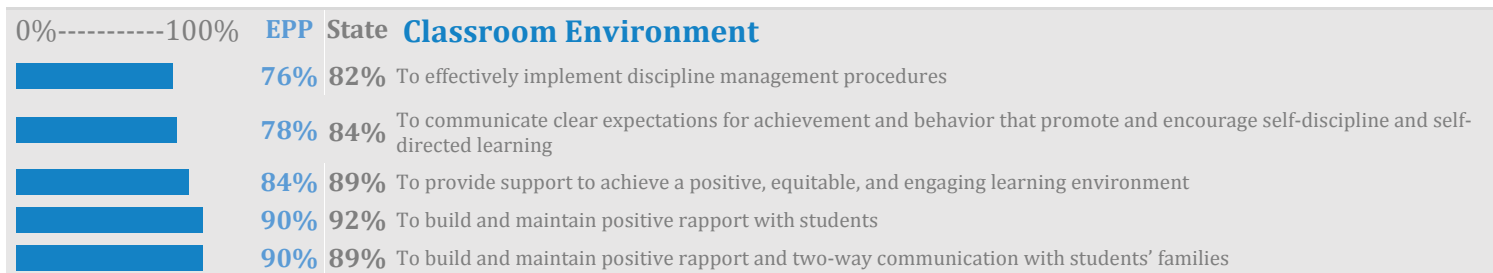 0%-----------100% EPP State Classroom Environment
76% 82% To effectively implement discipline management procedures
78% 84% To communicate clear expectations for achievement and behavior that promote and encourage self-discipline and self-
directed learning
84% 89% To provide support to achieve a positive, equitable, and engaging learning environment
90% 92% To build and maintain positive rapport with students
90% 89% To build and maintain positive rapport and two-way communication with students’ families